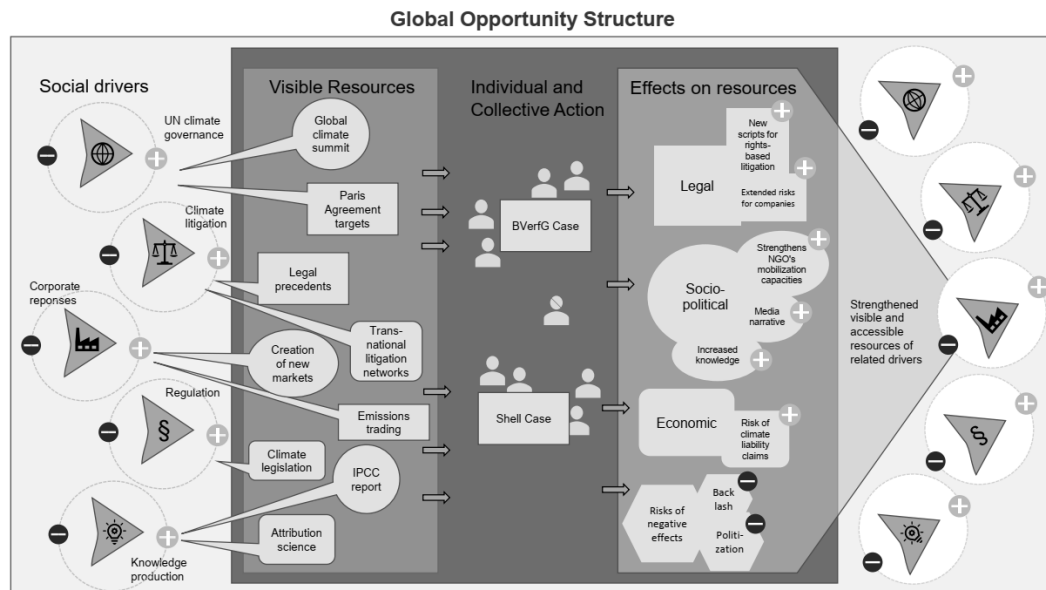 Global Opportunity Structure
Social drivers
UN climate
governance
Climate
litigation
Corporate
reponses
Regulation
§
Knowledge
production
Visible Resources
Global
climate
summit
Paris
Agreement
targets
Legal
precedents
Trans-
national
litigation
networks
Creation
of new
markets
Emissions
trading
Climate
legislation
IPCC
report
Attribution
science
Individual and
Collective Action
BVerfG Case
Shell Case
Effects on resources
Legal
New
scripts for
rights-
based
litigation
Extended risks
for companies
Socio-
political
Strengthens
NGO's
mobilization
capacities
Media
narrative
Increased
knowledge
Economic
Risk of
climate
liability
claims
Risks of
negative
effects
Back
lash
Politi-
zation
Strengthened
visible and
accessible
resources of
related drivers
§